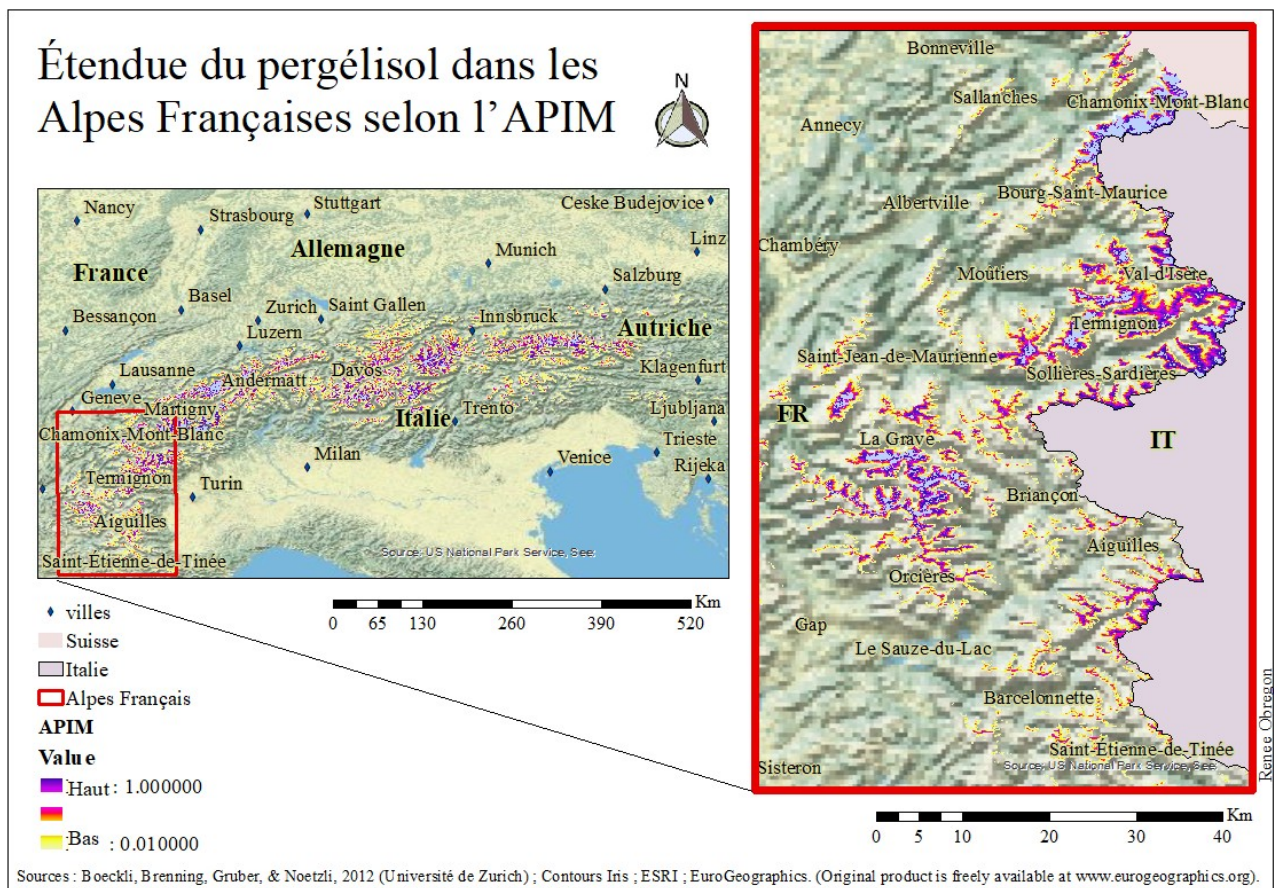 Étendue du pergélisol dans les
Alpes Françaises selon l’APIM
N
Nancy
Strasbourg
Stuttgart
Ceske Budejovice
Linz
Allemagne
Munich
France
Salzburg
Basel
Zurich
Saint Gallen
Bessançon
Luzern
Innsbruck
Autriche
Lausanne
Andermatt
Davos
Klagenfurt
Geneve
Martigny
Italie
Trento
Ljubljana
Chamonix-Mont-Blanc
Trieste
Milan
Venice
Rijeka
Termignon
Turin
Aiguilles
Saint-Étienne-de-Tinée
Source: US National Park Service, See:
villes
Suisse
Italie
Alpes Français
APIM
Value
Haut : 1.000000
Bas : 0.010000
Km
0 65 130 260 390 520
Bonneville
Sallanches
Chamonix-Mont-Blanc
Annecy
Bourg-Saint-Maurice
Albertville
Chambéry
Moûtiers
Val-d'Isère
Termignon
Saint-Jean-de-Maurienne
Sollières-Sardières
FR
La Grave
IT
Briançon
Aiguilles
Orcières
Gap
Le Sauze-du-Lac
Barcelonnette
Saint-Étienne-de-Tinée
Sisteron
Source: US National Park Service, See:
Renee Obregon
Km
0 5 10 20 30 40
Sources : Boeckli, Brenning, Gruber, & Noetzli, 2012 (Université de Zurich) ; Contours Iris ; ESRI ; EuroGeographics. (Original product is freely available at www.eurogeographics.org).